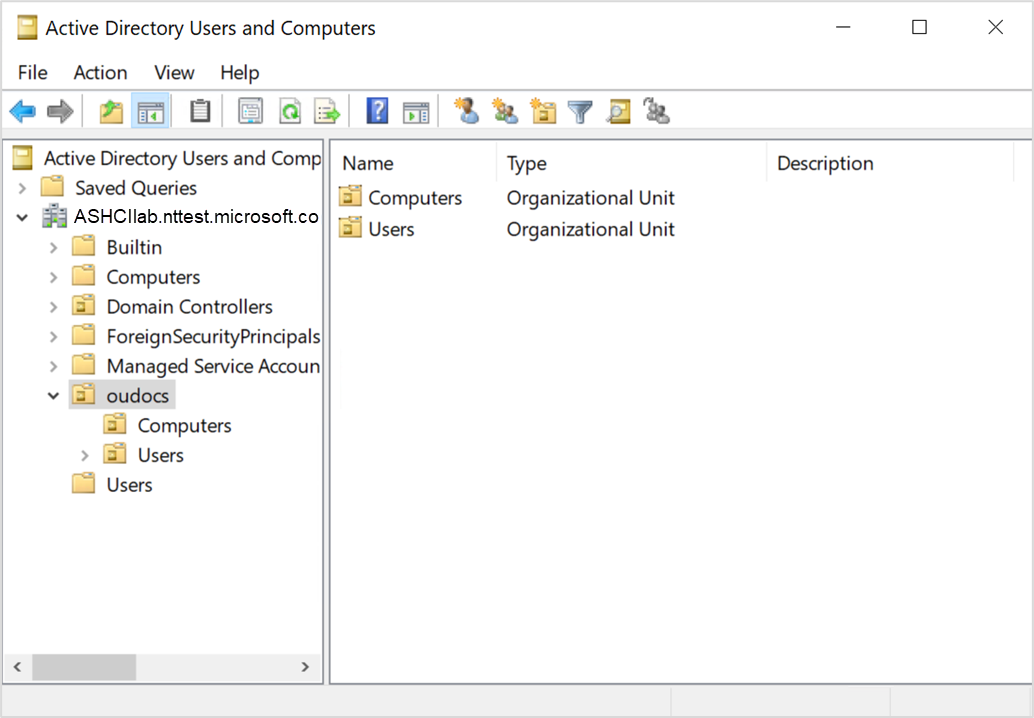 Active Directory Users and Computers
File Action View Help
Active Directory Users and Comp
Saved Queries
ASHCIlab.nttest.microsoft.co
Builtin
Computers
Domain Controllers
ForeignSecurityPrincipals
Managed Service Accoun
oudocs
Computers
Users
Users
Name Type Description
Computers Organizational Unit
Users Organizational Unit